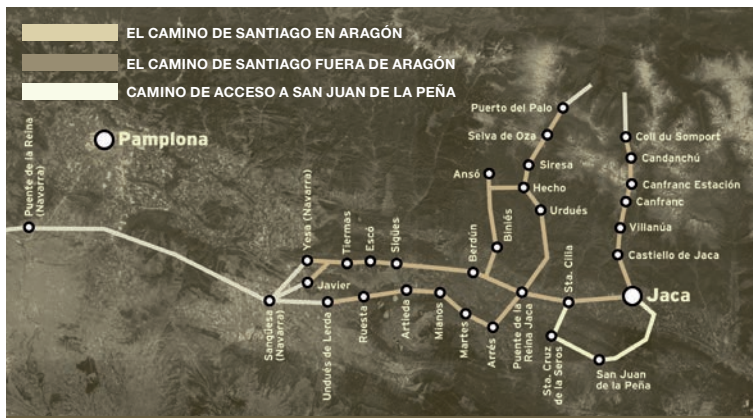 EL CAMINO DE SANTIAGO EN ARAGÓN
EL CAMINO DE SANTIAGO FUERA DE ARAGÓN
CAMINO DE ACCESO A SAN JUAN DE LA PEÑA
Puerto del Palo
Pamplona
Selva de Oza
Coll du Somport
Candanchú
Siresa
Ansó
Hecho
Canfranc Estación
Canfranc
Urdués
Puente de la Reina
(Navarra)
Villanúa
Biniés
Castiello de Jaca
Yesa (Navarra)
Tiermas
Escó
Sigües
Berdún
Sta. Cilia
Javier
Jaca
Sangüesa
(Navarra)
Undués de Lerda
Ruesta
Artieda
Mianos
Martes
Arrés
Puente de la
Reina Jaca
Sta. Cruz
de la Seros
San Juan
de la Peña